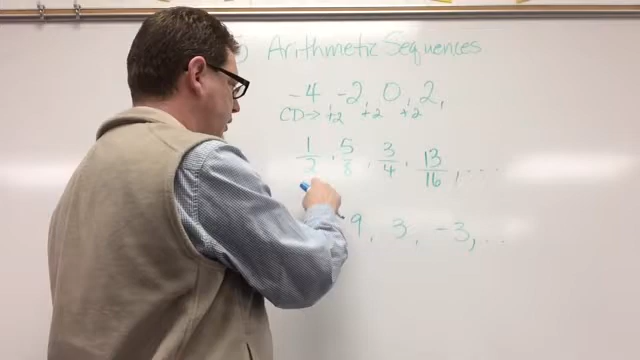 ) Arithmetic Sequences
-4 -2, 0, 2,
CD→ +2 +2 +2
1/2, 5/8, 3/4, 13/16, ...
9, 3, -3, ...